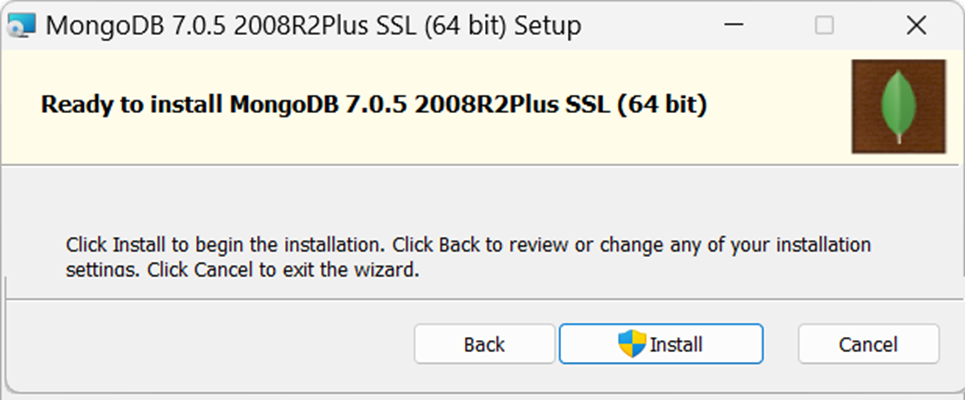 MongoDB 7.0.5 2008R2Plus SSL (64 bit) Setup
Ready to install MongoDB 7.0.5 2008R2Plus SSL (64 bit)
Click Install to begin the installation. Click Back to review or change any of your installation
settings. Click Cancel to exit the wizard.
Back Install Cancel